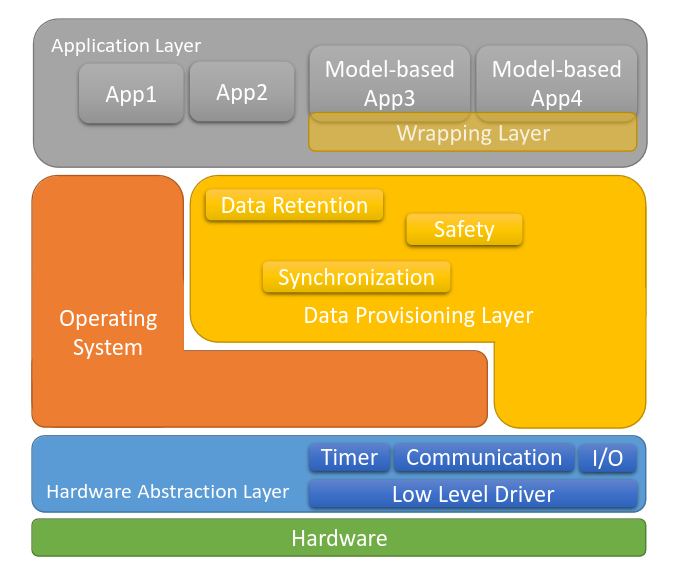 Application Layer
App1
App2
Model-based
App3
Model-based
App4
Wrapping Layer
Data Retention
Safety
Synchronization
Data Provisioning Layer
Operating
System
Timer
Communication
I/O
Hardware Abstraction Layer
Low Level Driver
Hardware